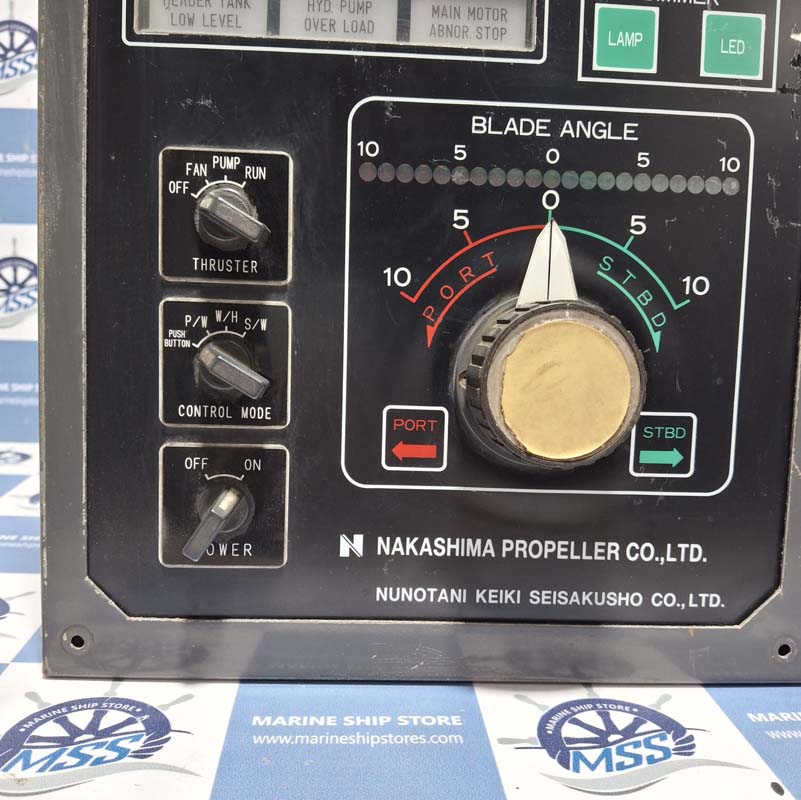 HEADER TANK
LOW LEVEL
HYD. PUMP
OVER LOAD
MAIN MOTOR
ABNOR STOP
LAMP
LED
BLADE ANGLE
10 5 0 5 10
10 5 0 5 10
PORT STBD
PORT
STBD
OFF FAN PUMP RUN
THRUSTER
PUSH
BUTTON P/W W/H S/W
CONTROL MODE
OFF ON
POWER
N NAKASHIMA PROPELLER CO.,LTD.
NUNOTANI KEIKI SEISAKUSHO CO.,LTD.
MARINE SHIP STORE
MSS
MARINE SHIP STORE
www.marineshipstores.com
MARINE SHIP STORE
MSS
MSS
MSS